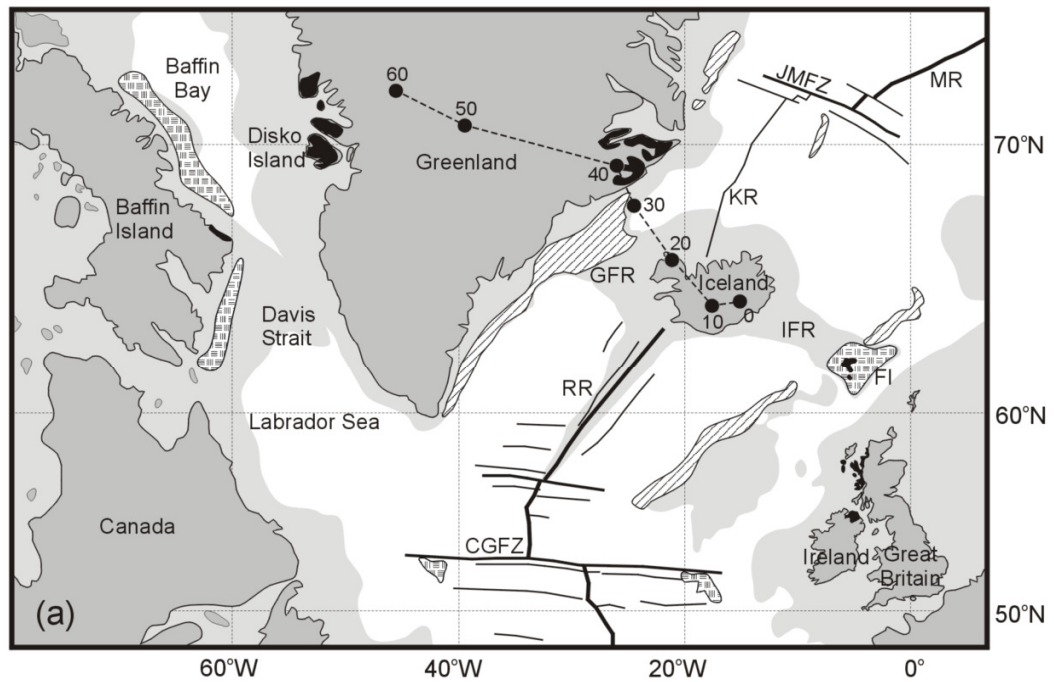 Baffin
Bay
60
50
JMFZ
MR
70°N
Disko
Island
Greenland
40
30
KR
Baffin
Island
20
GFR
Iceland
10
0
IFR
Davis
Strait
FI
RR
Labrador Sea
60°N
Canada
CGFZ
Ireland
Great
Britain
(a)
50°N
60°W
40°W
20°W
0°